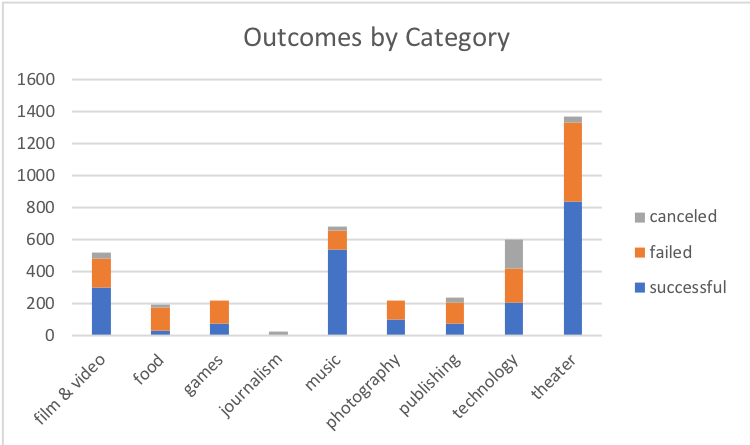 Outcomes by Category
1600
1400
1200
1000
800
600
400
200
0
film & video
food
games
journalism
music
photography
publishing
technology
theater
canceled
failed
successful